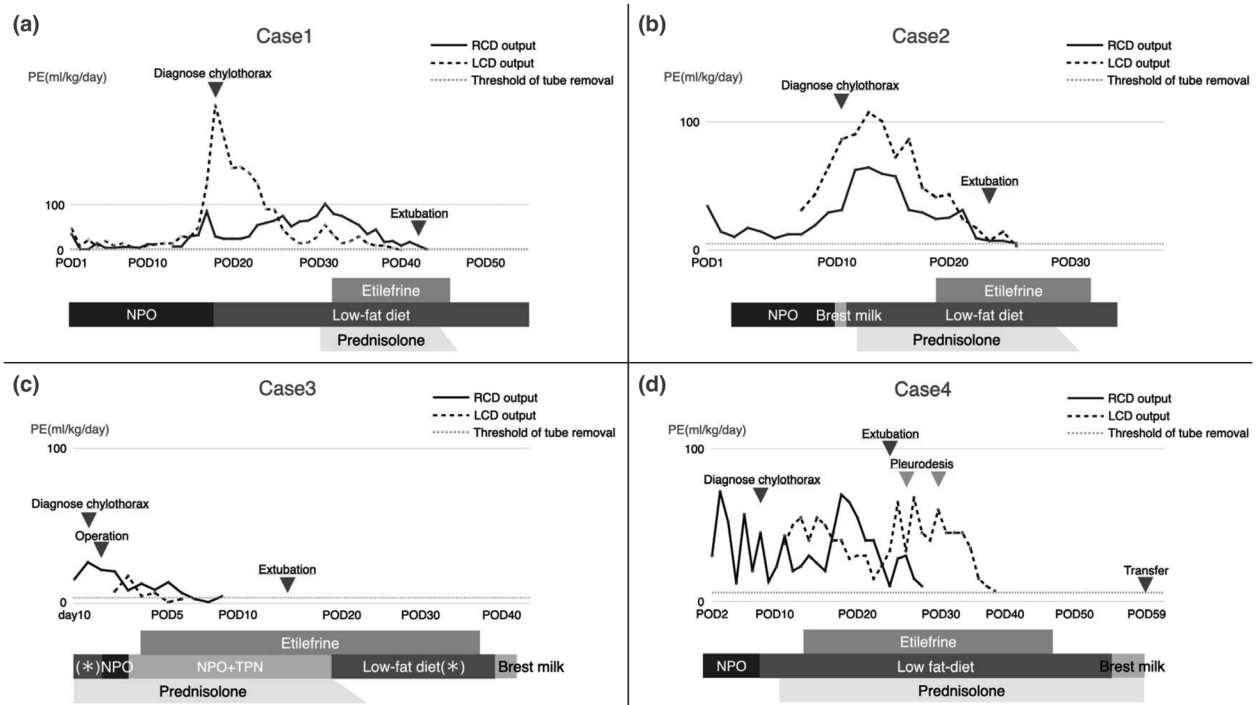 (a)
Case1
RCD output
LCD output
Threshold of tube removal
PE(ml/kg/day)
Diagnose chylothorax
100
Extubation
0
POD1 POD10 POD20 POD30 POD40 POD50
Etilefrine
NPO Low-fat diet
Prednisolone
(b)
Case2
RCD output
LCD output
Threshold of tube removal
PE(ml/kg/day)
Diagnose chylothorax
100
Extubation
0
POD1 POD10 POD20 POD30
Etilefrine
NPO Brest milk Low-fat diet
Prednisolone
(c)
Case3
RCD output
LCD output
Threshold of tube removal
PE(ml/kg/day)
100
Diagnose chylothorax
Operation
Extubation
0
day10 POD5 POD10 POD20 POD30 POD40
Etilefrine
(*) NPO NPO+TPN Low-fat diet(*) Brest milk
Prednisolone
(d)
Case4
RCD output
LCD output
Threshold of tube removal
PE(ml/kg/day)
Extubation
100
Pleurodesis
Diagnose chylothorax
Transfer
0
POD2 POD10 POD20 POD30 POD40 POD50 POD59
Etilefrine
NPO Low fat-diet Brest milk
Prednisolone